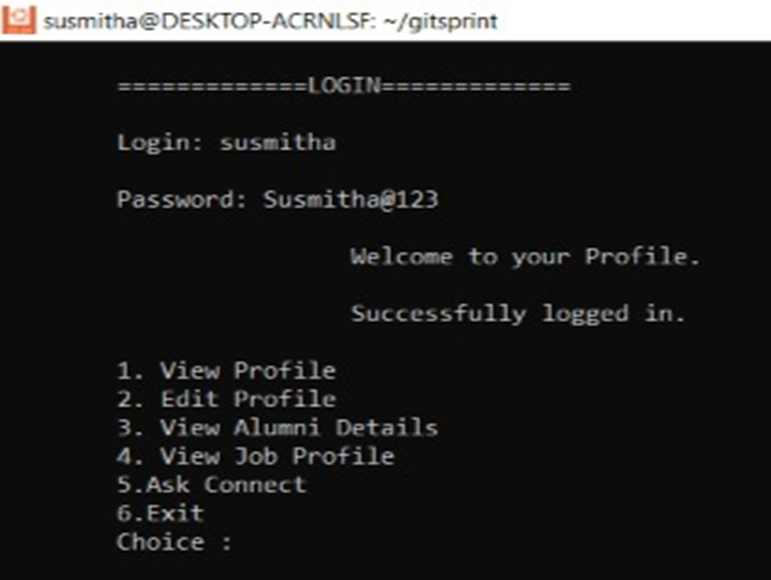 susmitha@DESKTOP-ACRNLSF: ~/gitsprint
=============LOGIN=============
Login: susmitha
Password: Susmitha@123
Welcome to your Profile.
Successfully logged in.
1. View Profile
2. Edit Profile
3. View Alumni Details
4. View Job Profile
5.Ask Connect
6.Exit
Choice :